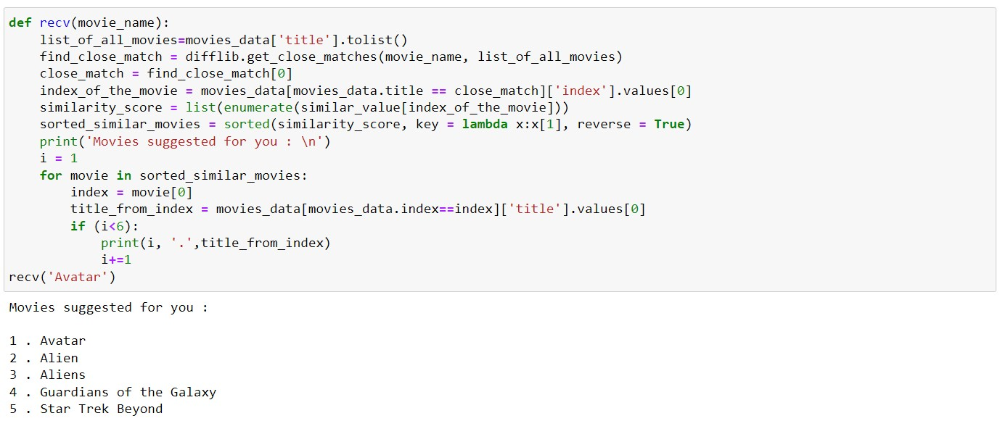 def recv(movie_name):
    list_of_all_movies=movies_data['title'].tolist()
    find_close_match = difflib.get_close_matches(movie_name, list_of_all_movies)
    close_match = find_close_match[0]
    index_of_the_movie = movies_data[movies_data.title == close_match]['index'].values[0]
    similarity_score = list(enumerate(similar_value[index_of_the_movie]))
    sorted_similar_movies = sorted(similarity_score, key = lambda x:x[1], reverse = True)
    print('Movies suggested for you : \n')
    i = 1
    for movie in sorted_similar_movies:
        index = movie[0]
        title_from_index = movies_data[movies_data.index==index]['title'].values[0]
        if (i<6):
            print(i, '.',title_from_index)
            i+=1
recv('Avatar')
Movies suggested for you :
1 . Avatar
2 . Alien
3 . Aliens
4 . Guardians of the Galaxy
5 . Star Trek Beyond